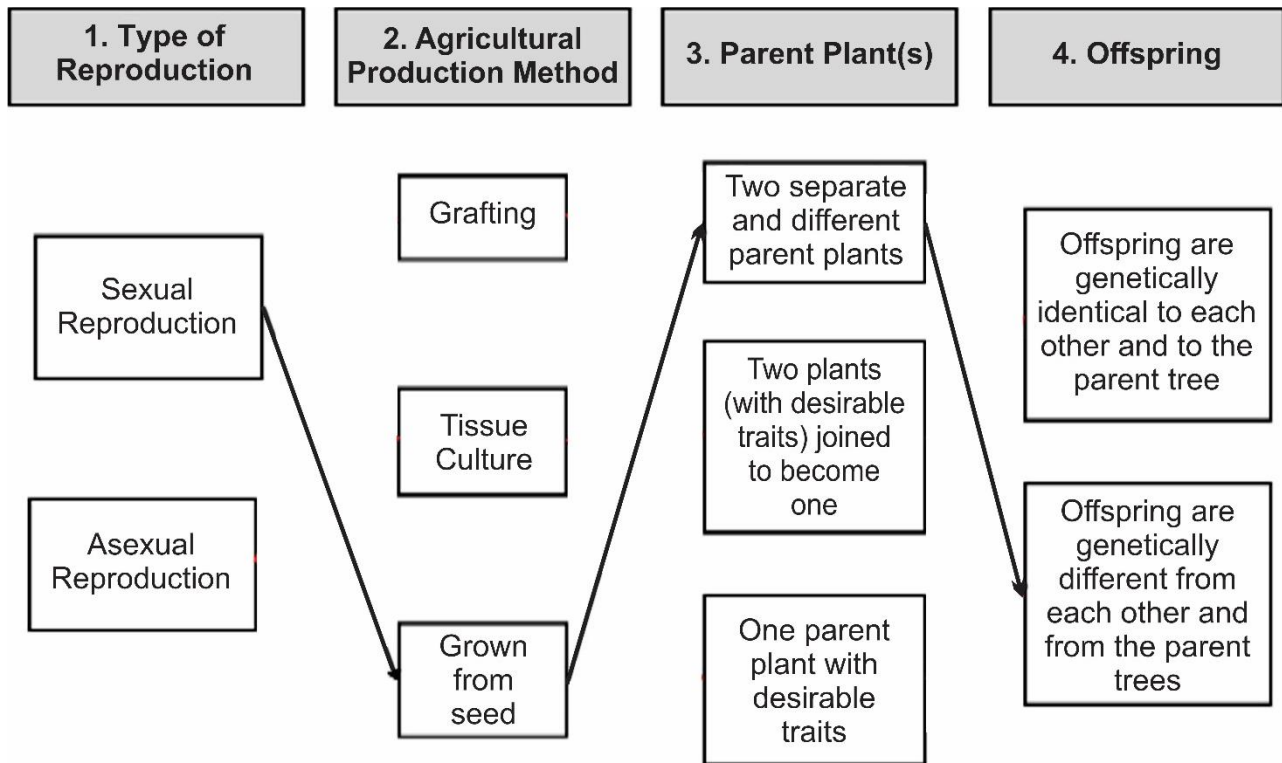 1. Type of
Reproduction
2. Agricultural
Production Method
3. Parent Plant(s)
4. Offspring
Sexual
Reproduction
Asexual
Reproduction
Grafting
Tissue
Culture
Grown
from
seed
Two separate
and different
parent plants
Two plants
(with desirable
traits) joined
to become
one
One parent
plant with
desirable
traits
Offspring are
genetically
identical to each
other and to the
parent tree
Offspring are
genetically
different from
each other and
from the parent
trees